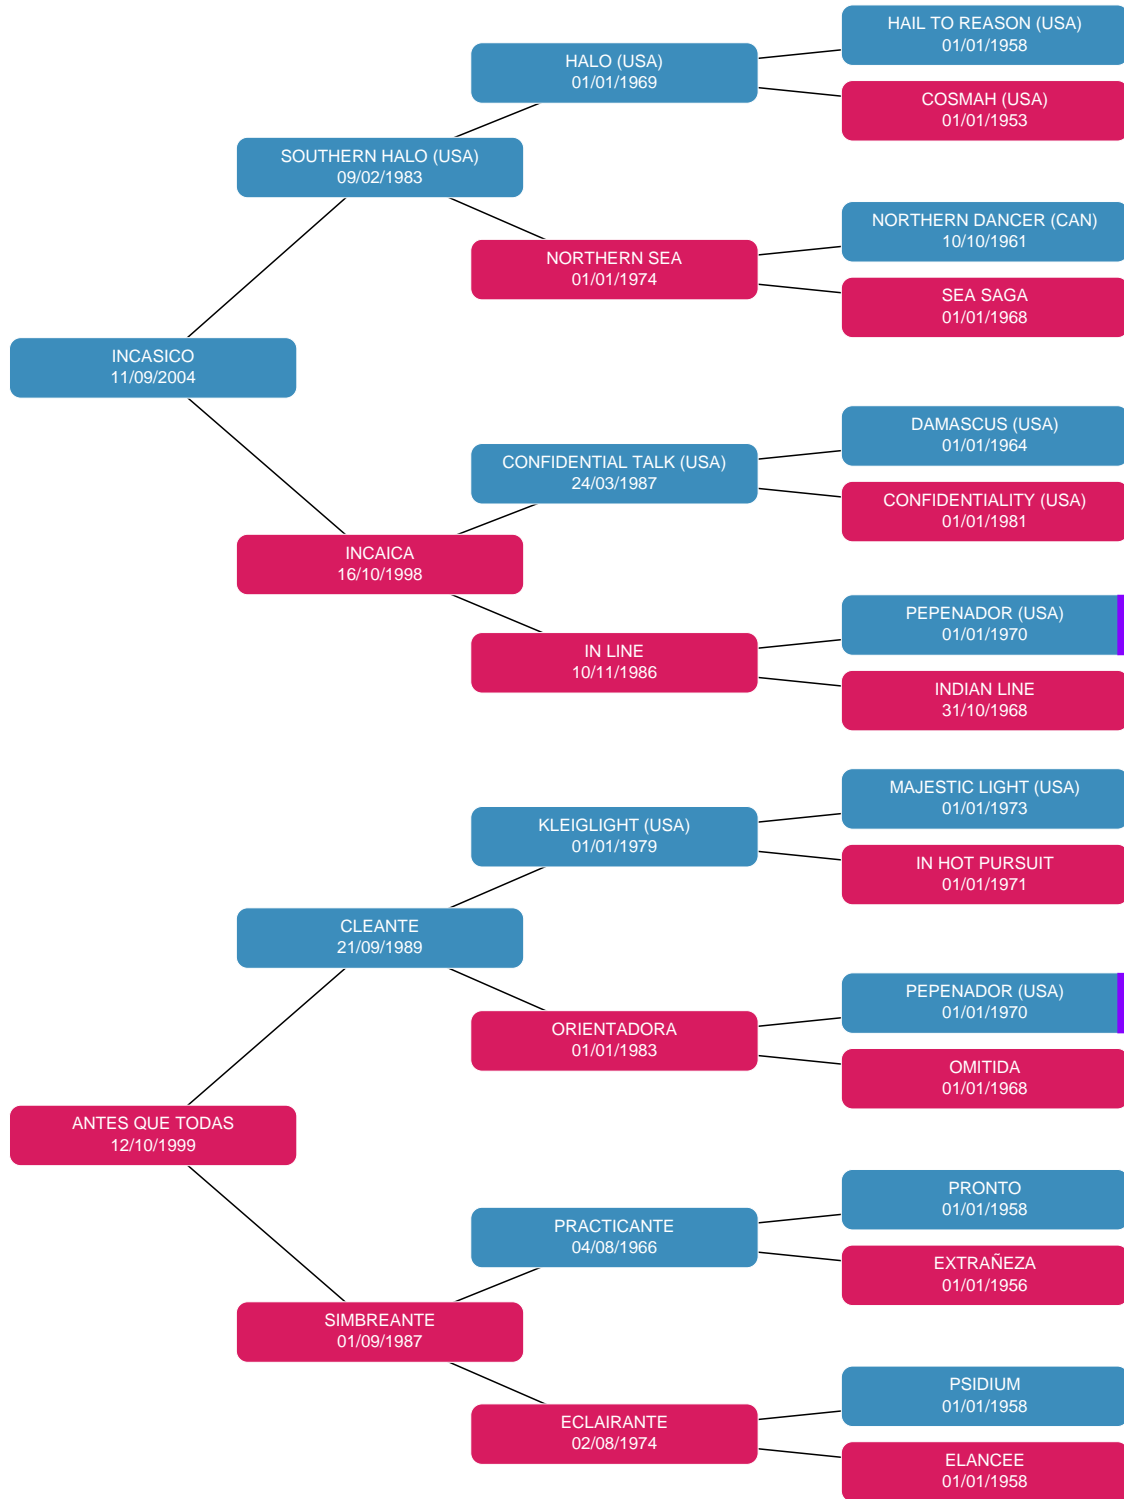 HAIL TO REASON (USA)
01/01/1958
HALO (USA)
01/01/1969
COSMAH (USA)
01/01/1953
SOUTHERN HALO (USA)
09/02/1983
NORTHERN DANCER (CAN)
10/10/1961
NORTHERN SEA
01/01/1974
SEA SAGA
01/01/1968
INCASICO
11/09/2004
DAMASCUS (USA)
01/01/1964
CONFIDENTIAL TALK (USA)
24/03/1987
CONFIDENTIALITY (USA)
01/01/1981
INCAICA
16/10/1998
PEPENADOR (USA)
01/01/1970
IN LINE
10/11/1986
INDIAN LINE
31/10/1968
MAJESTIC LIGHT (USA)
01/01/1973
KLEIGLIGHT (USA)
01/01/1979
IN HOT PURSUIT
01/01/1971
CLEANTE
21/09/1989
PEPENADOR (USA)
01/01/1970
ORIENTADORA
01/01/1983
OMITIDA
01/01/1968
ANTES QUE TODAS
12/10/1999
PRONTO
01/01/1958
PRACTICANTE
04/08/1966
EXTRAÑEZA
01/01/1956
SIMBREANTE
01/09/1987
PSIDIUM
01/01/1958
ECLAIRANTE
02/08/1974
ELANCEE
01/01/1958